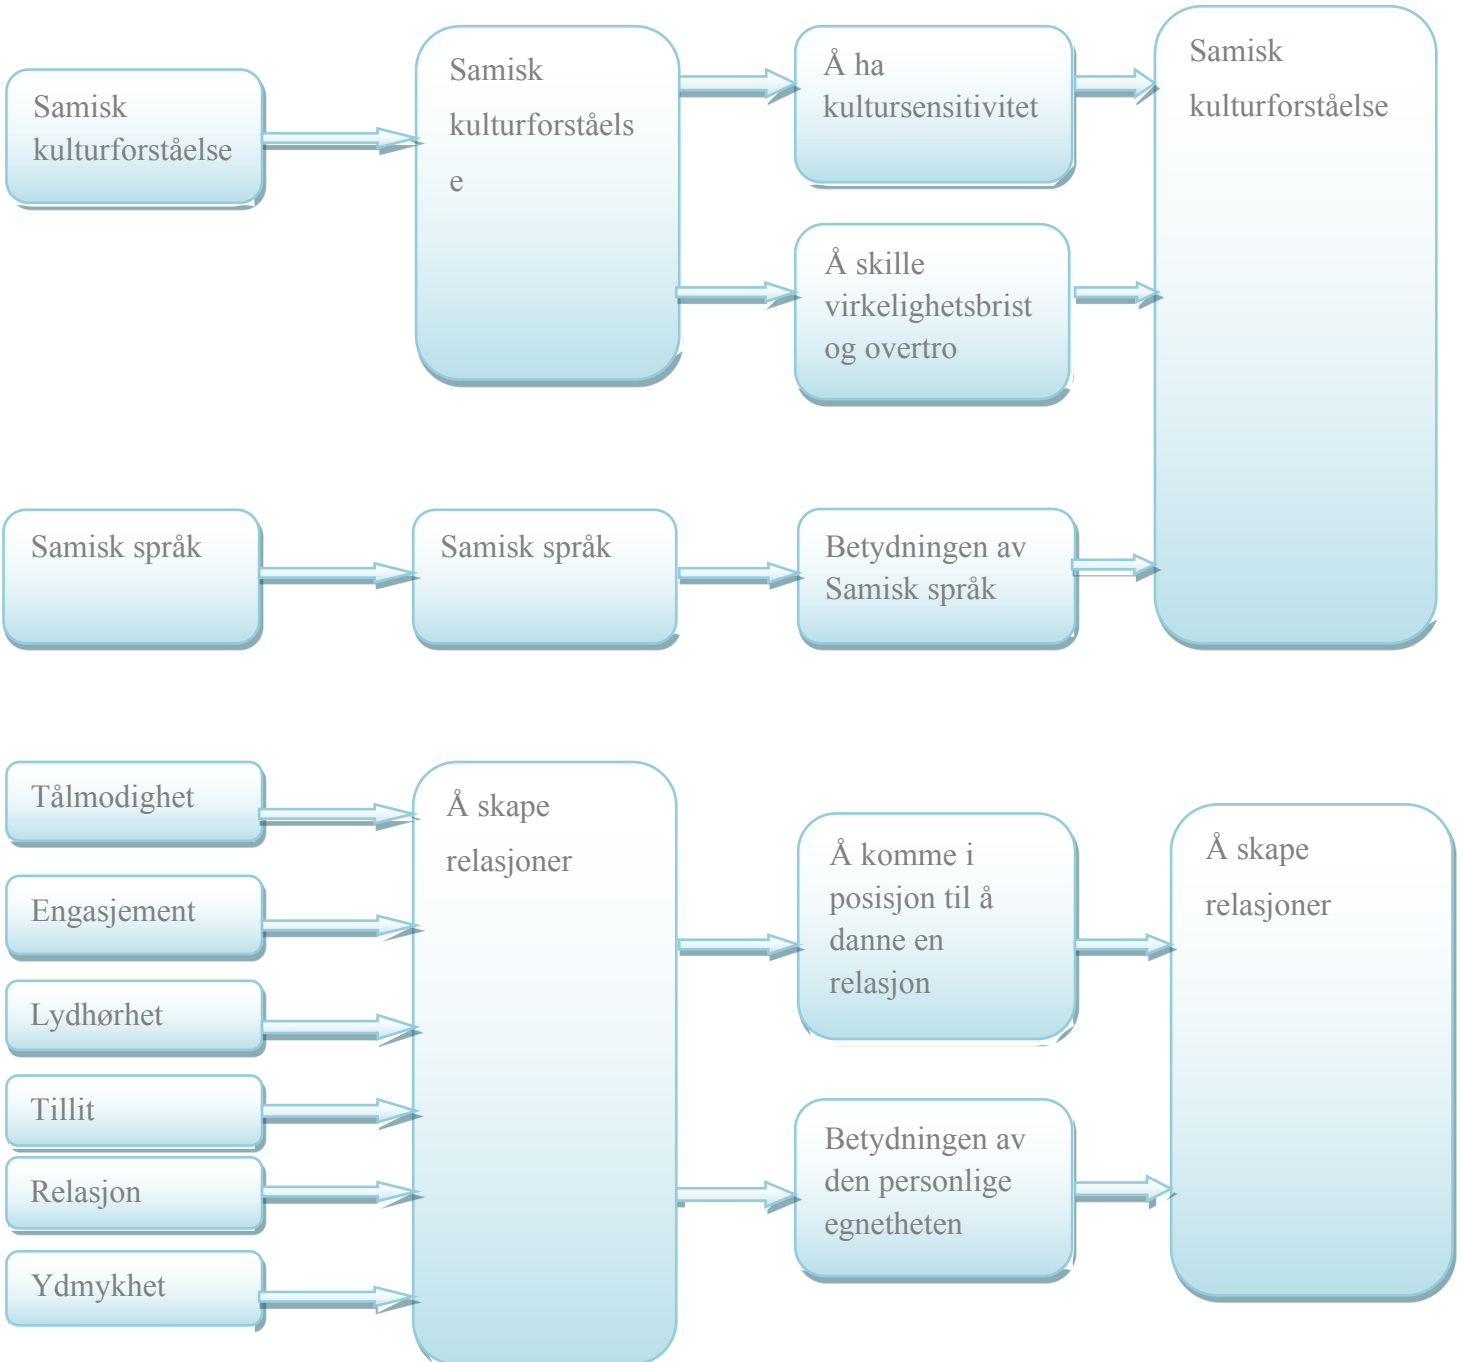 Samisk
kulturforståelse
Samisk
kulturforståels
e
Å ha
kultursensitivitet
Å skille
virkelighetsbrist
og overtro
Samisk
kulturforståelse
Samisk språk
Samisk språk
Betydningen av
Samisk språk
Tålmodighet
Engasjement
Lydhørhet
Tillit
Relasjon
Ydmykhet
Å skape
relasjoner
Å komme i
posisjon til å
danne en
relasjon
Betydningen av
den personlige
egnetheten
Å skape
relasjoner